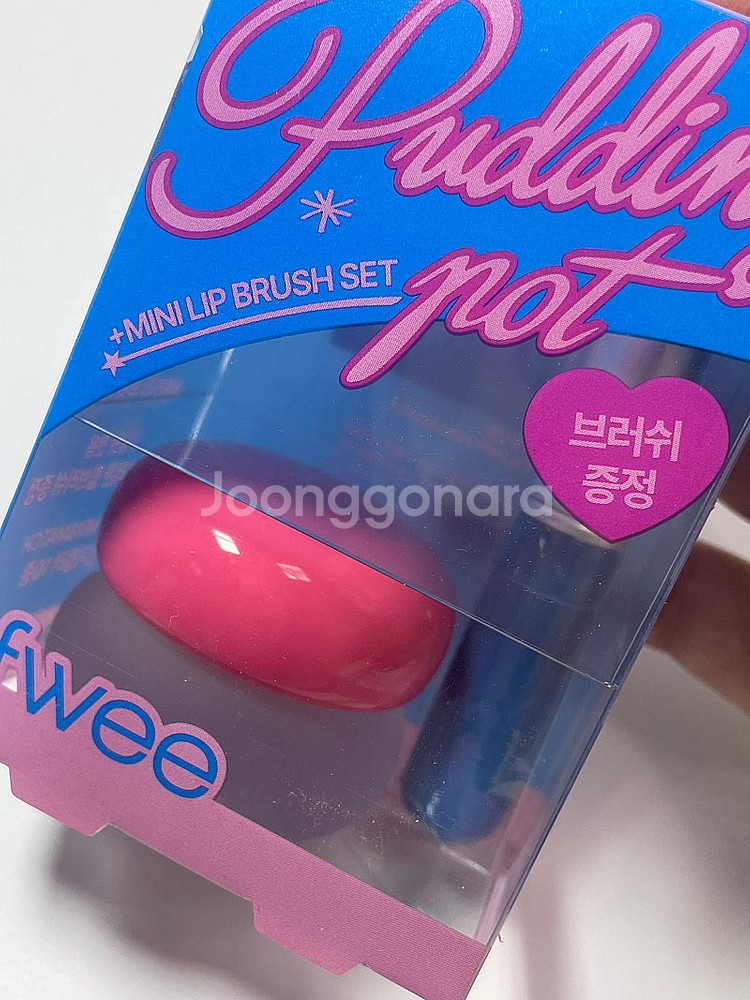 Puddin
pot
+MINI LIP BRUSH SET
브러쉬
증정
Joonggonara
fwee